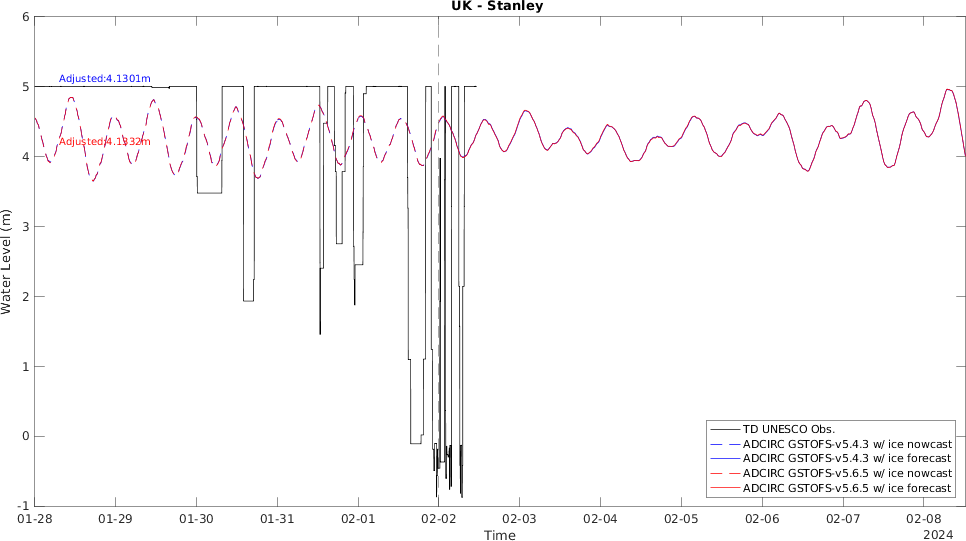 UK - Stanley
6
5
4
3
2
1
0
-1
Water Level (m)
Adjusted:4.1301m
Adjusted:4.1332m
TD UNESCO Obs.
ADCIRC GSTOFS-v5.4.3 w/ ice nowcast
ADCIRC GSTOFS-v5.4.3 w/ ice forecast
ADCIRC GSTOFS-v5.6.5 w/ ice nowcast
ADCIRC GSTOFS-v5.6.5 w/ ice forecast
01-28 01-29 01-30 01-31 02-01 02-02 02-03 02-04 02-05 02-06 02-07 02-08
Time
2024